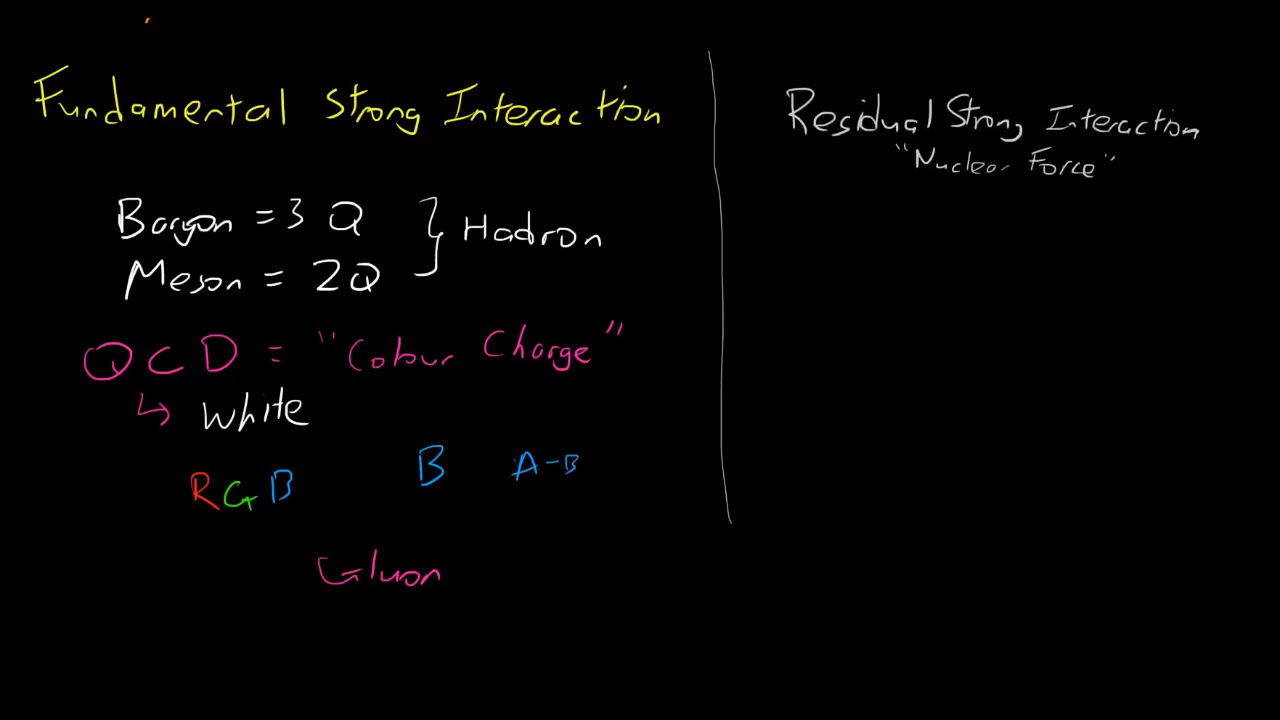 Fundamental Strong Interaction
Baryon = 3 Q
Meson = 2Q
} Hadron
QCD = "Colour Charge"
↳ White
RGB
B A-B
Gluon
Residual Strong Interaction
"Nuclear Force"